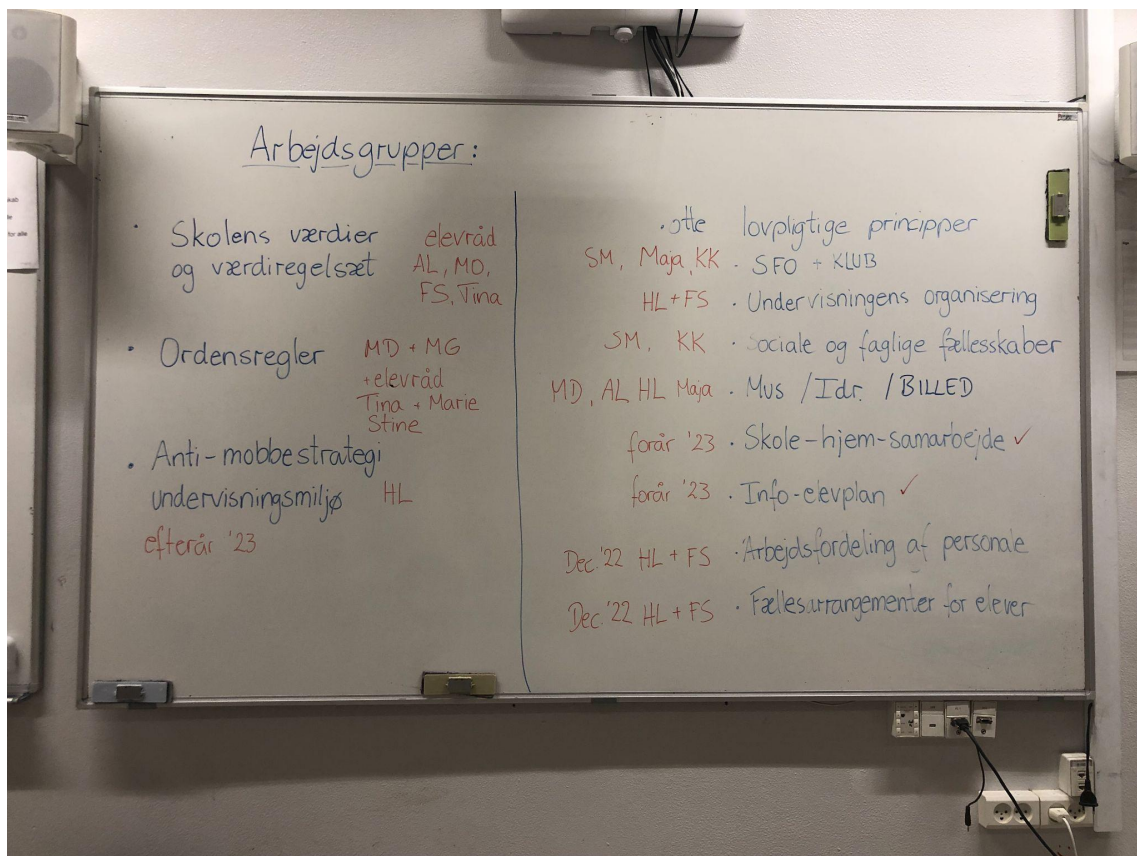 Arbejdsgrupper:
· Skolens værdier
og værdiregelsæt
elevråd
AL, MD,
FS, Tina
· Ordensregler
MD + MG
+elevråd
Tina + Marie
Stine
· Anti-mobbestrategi
undervisningsmiljø HL
efterår '23
· otte lovpligtige principper
SM, Maja, KK · SFO + KLUB
HL + FS · Undervisningens organisering
SM, KK · Sociale og faglige fællesskaber
MD, AL, HL Maja · Mus / Idr. / BILLED
forår '23 · Skole-hjem-samarbejde ✓
forår '23 · Info-elevplan ✓
Dec. '22 HL + FS · Arbejdsfordeling af personale
Dec. '22 HL + FS · Fællesarrangementer for elever
for alle